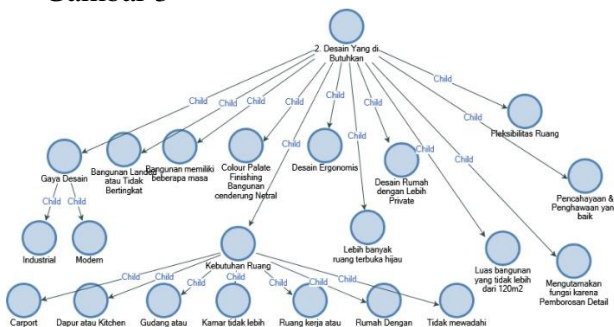 Gambar 3
2. Desain Yang di
Butuhkan
Child
Child
Child
Child
Child
Child
Child
Child
Child
Child
Child
Child
Fleksibilitas Ruang
Gaya Desain
Bangunan Landed
atau Tidak
Bertingkat
Bangunan memiliki
beberapa masa
Colour Palate
Finishing
Bangunan
cenderung Netral
Desain Ergonomis
Desain Rumah
dengan Lebih
Private
Pencahayaan &
Penghawaan yan
baik
Child
Child
Industrial
Modern
Kebutuhan Ruang
Lebih banyak
ruang terbuka hijau
Luas bangunan
yang tidak lebih
dari 120m2
Mengutamakan
fungsi karena
Pemborosan Detail
Child
Child
Child
Child
Child
Child
Child
Carport
Dapur atau Kitchen
Gudang atau
Kamar tidak lebih
Ruang kerja atau
Rumah Dengan
Tidak mewadahi